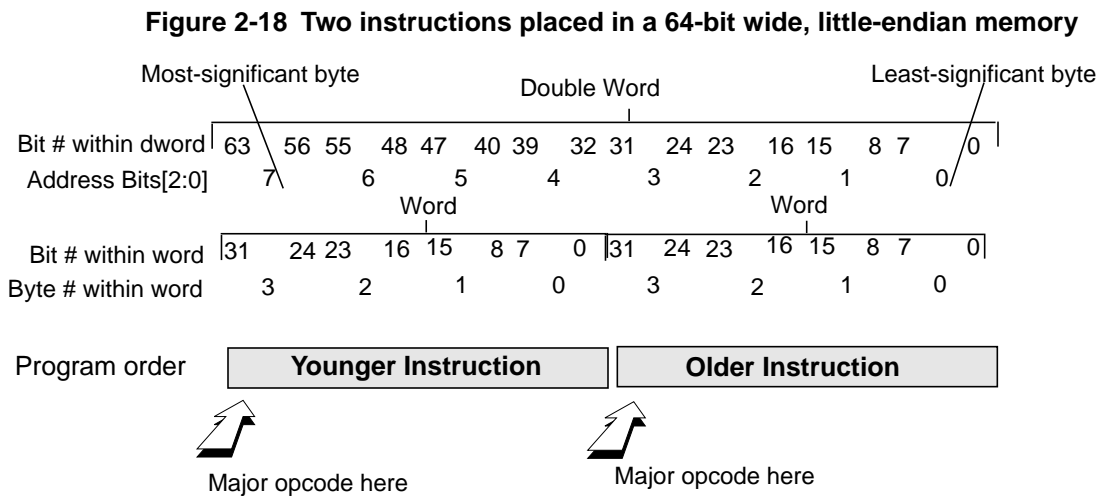 Figure 2-18 Two instructions placed in a 64-bit wide, little-endian memory
Most-significant byte Least-significant byte
Double Word
Bit # within dword 63 56 55 48 47 40 39 32 31 24 23 16 15 8 7 0
Address Bits[2:0] 7 6 5 4 3 2 1 0
Word Word
Bit # within word 31 24 23 16 15 8 7 0 31 24 23 16 15 8 7 0
Byte # within word 3 2 1 0 3 2 1 0
Program order Younger Instruction Older Instruction
Major opcode here Major opcode here